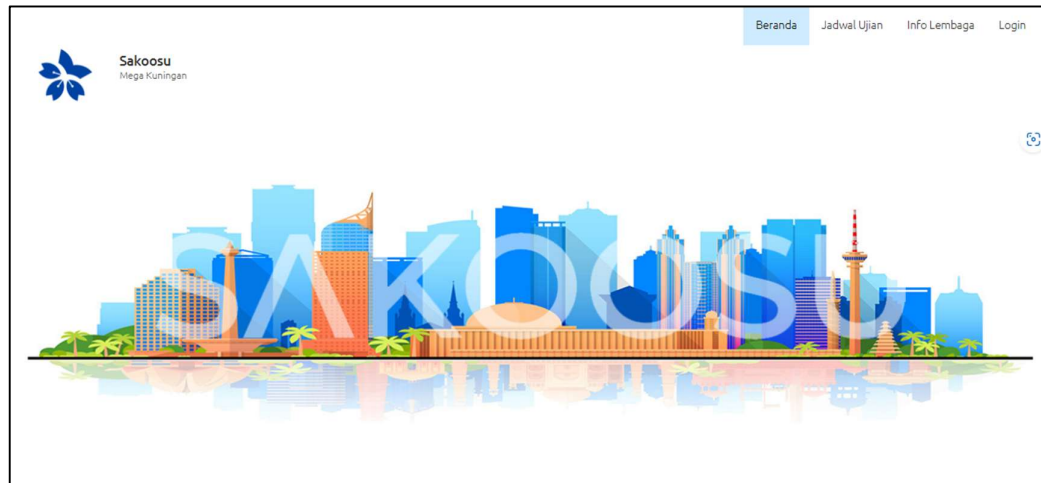 Beranda Jadwal Ujian Info Lembaga Login
Sakoosu
Mega Kuningan
SAKOOSU